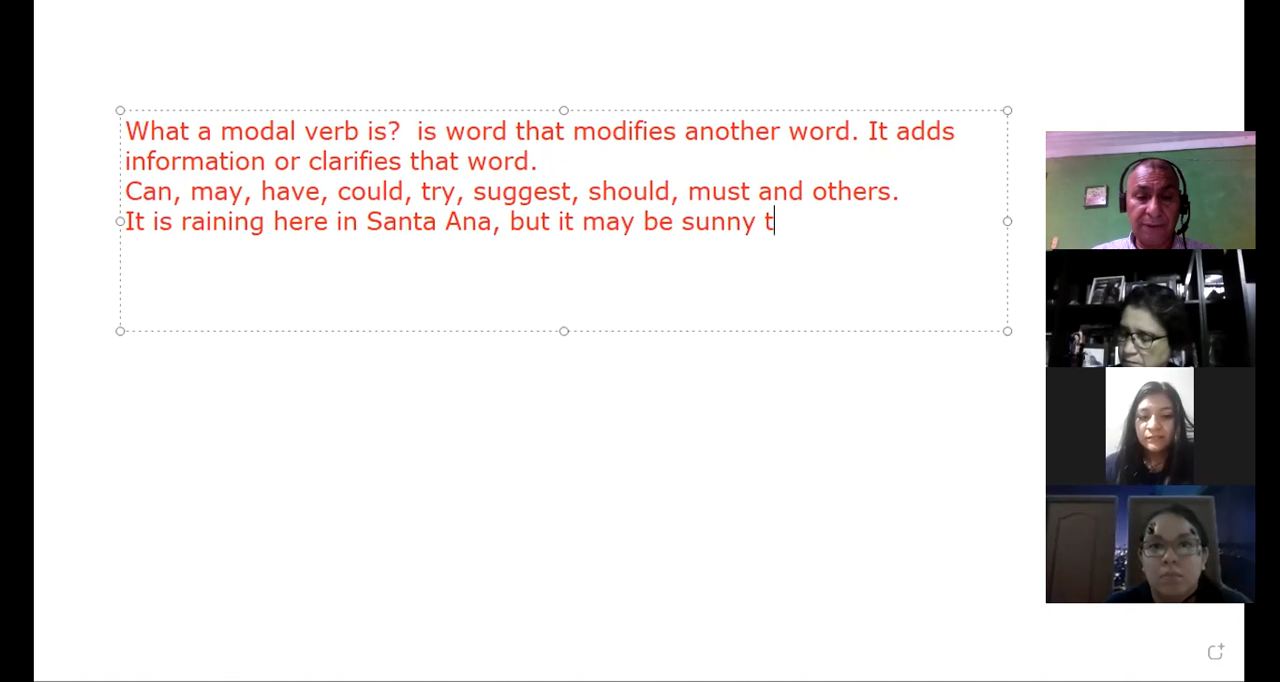 What a modal verb is?  is word that modifies another word. It adds
information or clarifies that word.
Can, may, have, could, try, suggest, should, must and others.
It is raining here in Santa Ana, but it may be sunny t